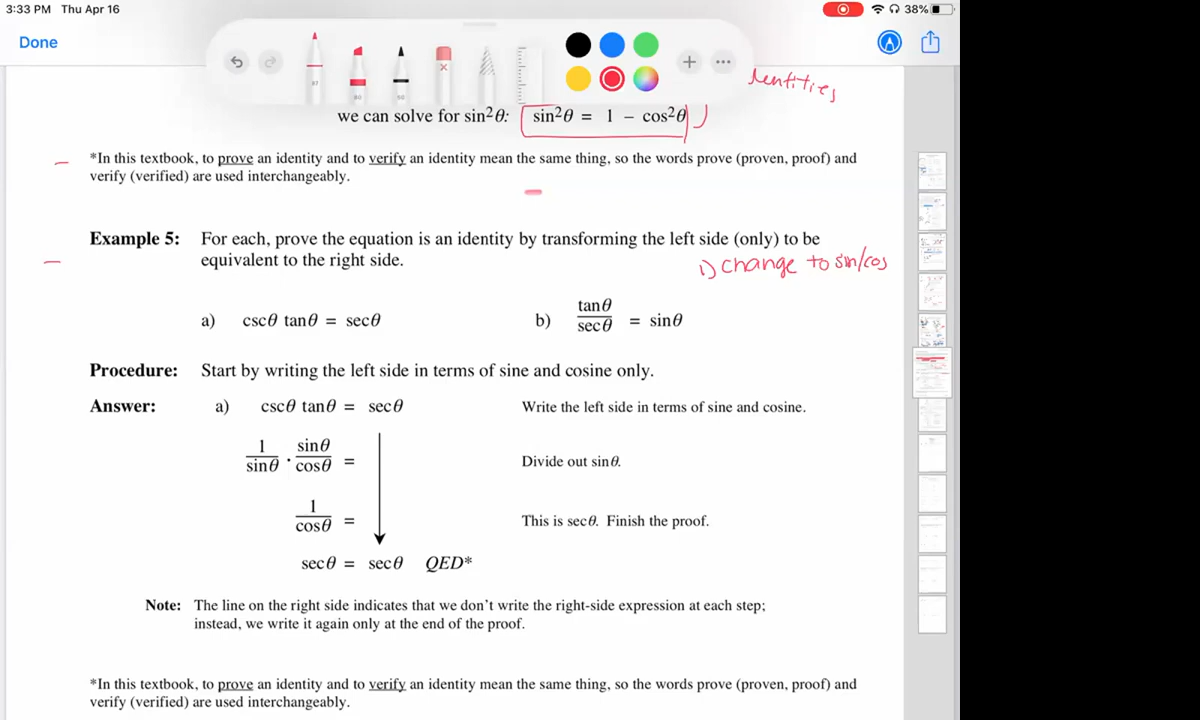 3:33 PM Thu Apr 16
38%
Done
97
80
50
identities
we can solve for sin²θ: sin²θ = 1 – cos²θ
*In this textbook, to prove an identity and to verify an identity mean the same thing, so the words prove (proven, proof) and
verify (verified) are used interchangeably.
Example 5: For each, prove the equation is an identity by transforming the left side (only) to be
equivalent to the right side.
1) Change to sin/cos
a) cscθ tanθ = secθ b) tanθ/secθ = sinθ
Procedure: Start by writing the left side in terms of sine and cosine only.
Answer: a) cscθ tanθ = secθ Write the left side in terms of sine and cosine.
1/sinθ · sinθ/cosθ = Divide out sinθ.
1/cosθ = This is secθ. Finish the proof.
secθ = secθ QED*
Note: The line on the right side indicates that we don't write the right-side expression at each step;
instead, we write it again only at the end of the proof.
*In this textbook, to prove an identity and to verify an identity mean the same thing, so the words prove (proven, proof) and
verify (verified) are used interchangeably.